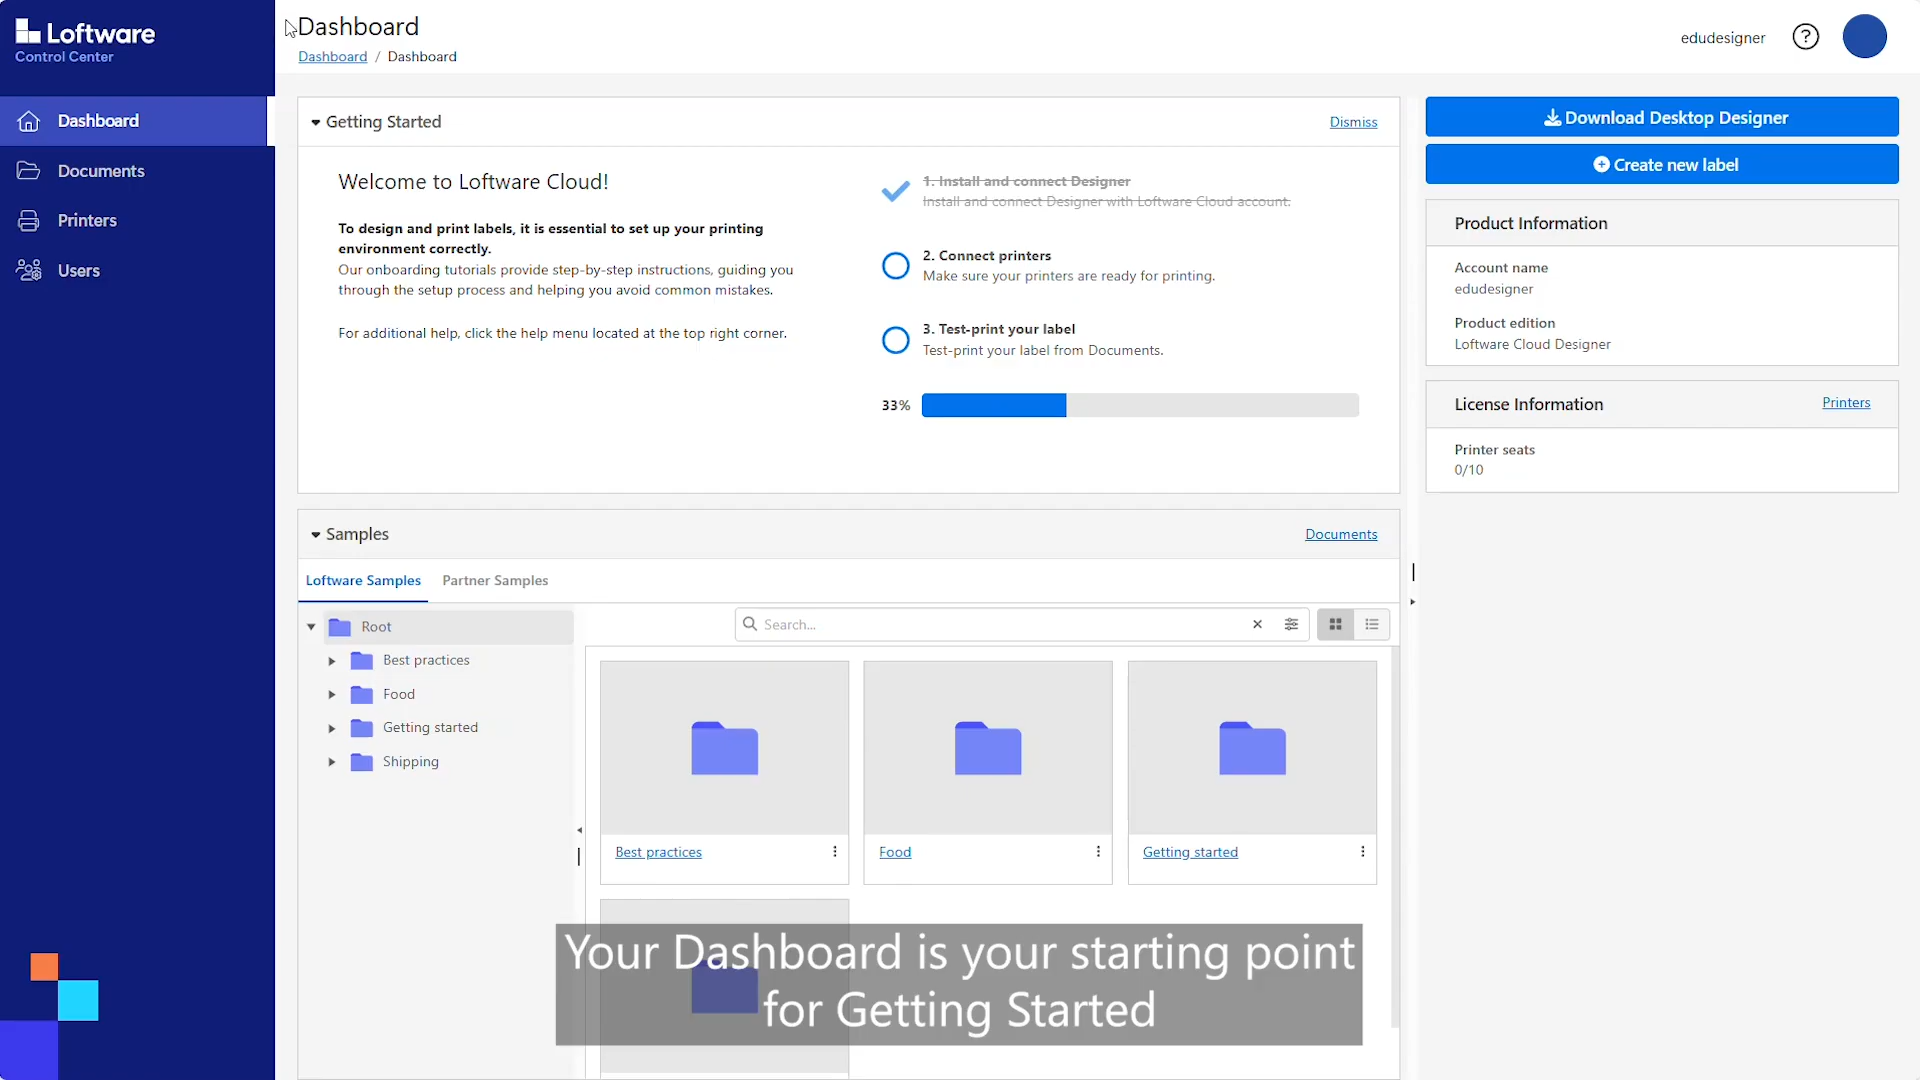 Loftware
Control Center
Dashboard
Documents
Printers
Users
Dashboard
Dashboard / Dashboard
edudesigner
?
Getting Started
Dismiss
Welcome to Loftware Cloud!
To design and print labels, it is essential to set up your printing
environment correctly.
Our onboarding tutorials provide step-by-step instructions, guiding you
through the setup process and helping you avoid common mistakes.
For additional help, click the help menu located at the top right corner.
1. Install and connect Designer
Install and connect Designer with Loftware Cloud account.
2. Connect printers
Make sure your printers are ready for printing.
3. Test-print your label
Test-print your label from Documents.
33%
Download Desktop Designer
Create new label
Product Information
Account name
edudesigner
Product edition
Loftware Cloud Designer
License Information
Printers
Printer seats
0/10
Samples
Documents
Loftware Samples
Partner Samples
Root
Best practices
Food
Getting started
Shipping
Search...
Best practices
Food
Getting started
Your Dashboard is your starting point
for Getting Started